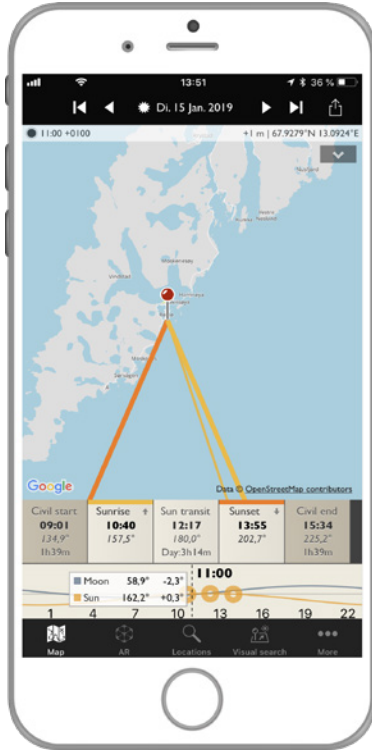 13:51
36 %
Di. 15 Jan. 2019
11:00 +0100
+1 m | 67.9279°N 13.0924°E
Google
Data © OpenStreetMap contributors
Civil start Sunrise Sun transit Sunset Civil end
09:01 10:40 12:17 13:55 15:34
134,9° 157,5° 180,0° 202,7° 225,2°
1h39m Day:3h14m 1h39m
11:00
Moon 58,9° -2,3°
Sun 162,2° +0,3°
1 4 7 10 13 16 19 22
Map AR Locations Visual search More